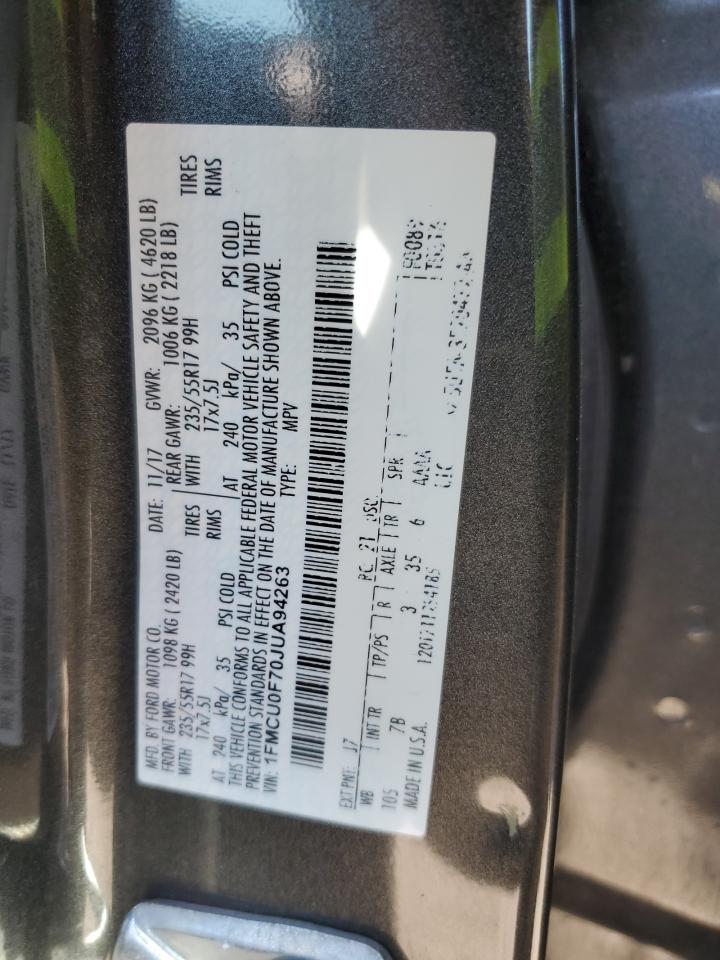 MFD. BY FORD MOTOR CO. DATE: 11/17 GVWR: 2096 KG ( 4620 LB)
FRONT GAWR: 1098 KG ( 2420 LB) REAR GAWR: 1006 KG ( 2218 LB)
WITH 235/55R17 99H TIRES WITH 235/55R17 99H TIRES
17x7.5J RIMS 17x7.5J RIMS
AT 240 kPa/ 35 PSI COLD AT 240 kPa/ 35 PSI COLD
THIS VEHICLE CONFORMS TO ALL APPLICABLE FEDERAL MOTOR VEHICLE SAFETY AND THEFT
PREVENTION STANDARDS IN EFFECT ON THE DATE OF MANUFACTURE SHOWN ABOVE.
VIN: 1FMCU0F70JUA94263 TYPE: MPV
EXT PNT: J7 RC: 21 DSO:
WB INT TR TP/PS R AXLE TR SPR
105 7B 3 35 6 AAAA
MADE IN U.S.A. UIC